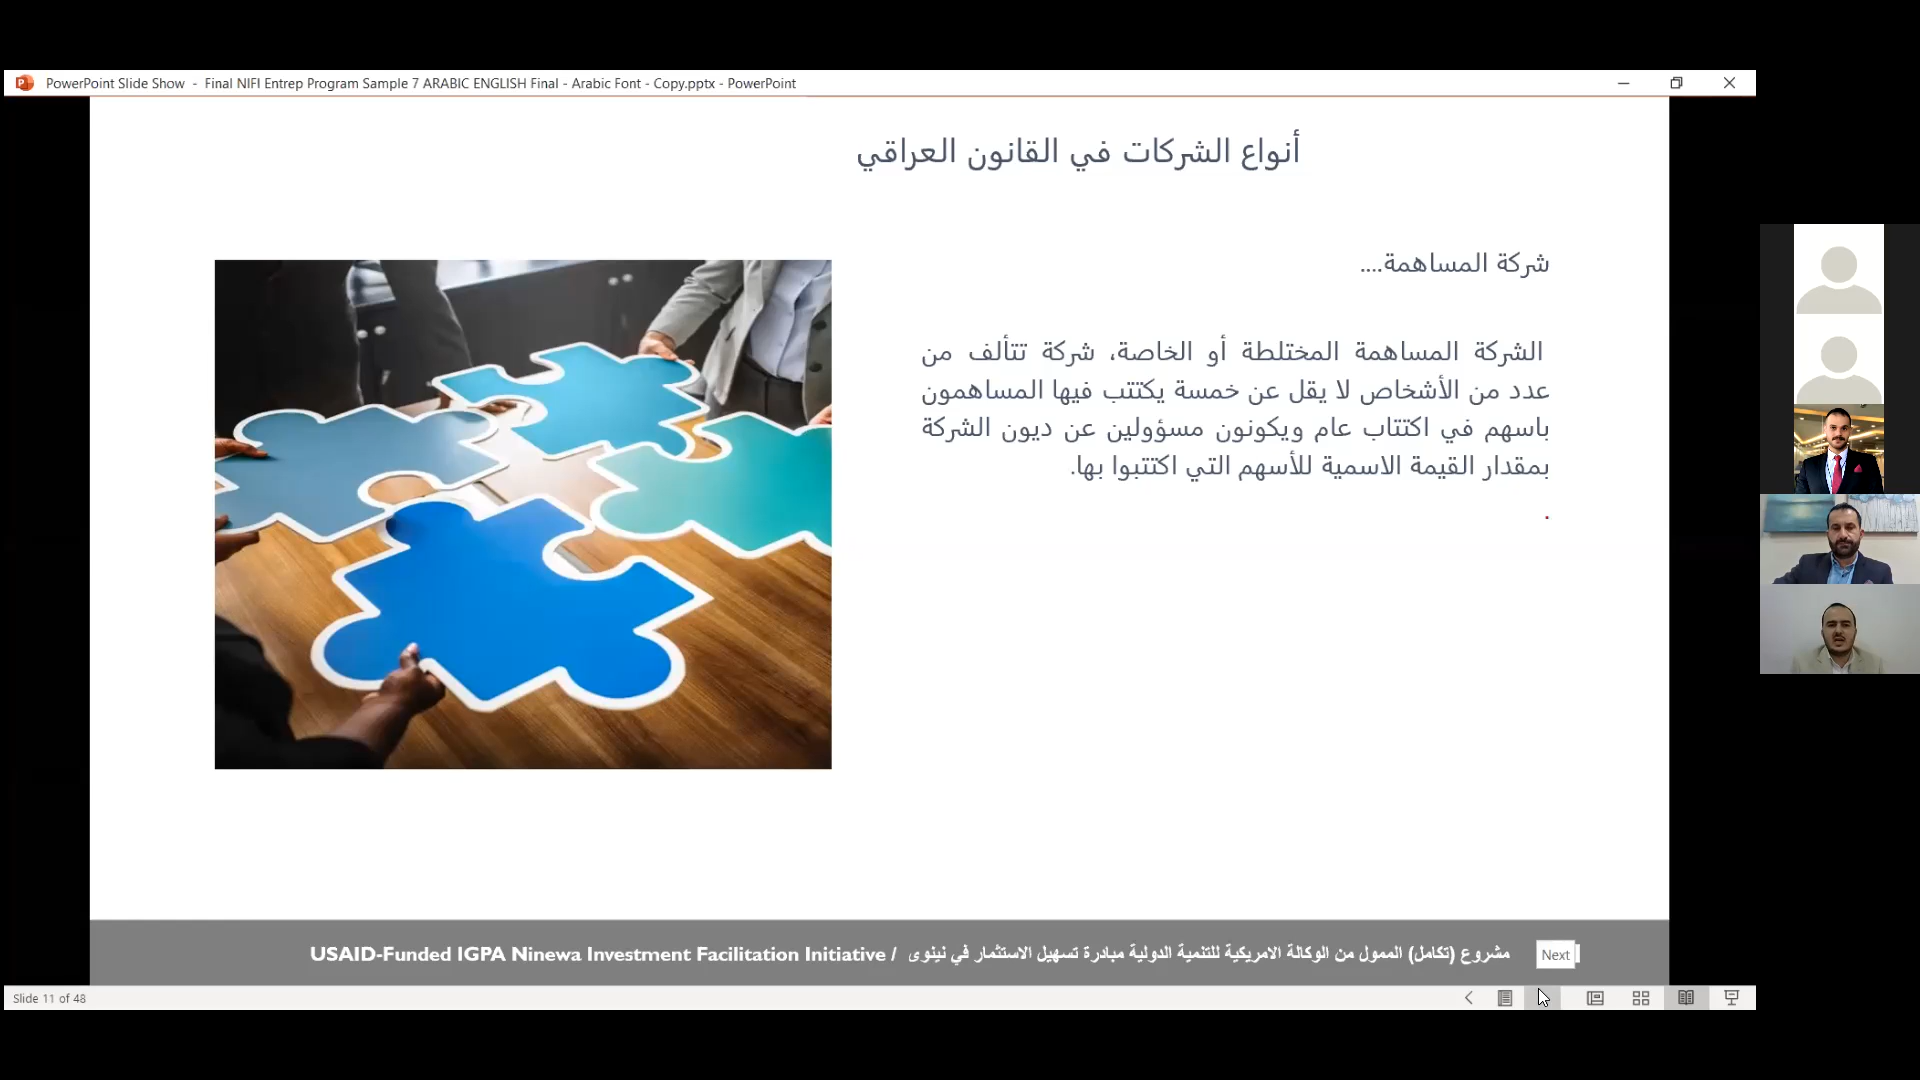 PowerPoint Slide Show - Final NIFI Entrep Program Sample 7 ARABIC ENGLISH Final - Arabic Font - Copy.pptx - PowerPoint
أنواع الشركات في القانون العراقي
شركة المساهمة....
الشركة المساهمة المختلطة أو الخاصة، شركة تتألف من
عدد من الأشخاص لا يقل عن خمسة يكتتب فيها المساهمون
باسهم في اكتتاب عام ويكونون مسؤولين عن ديون الشركة
بمقدار القيمة الاسمية للأسهم التي اكتتبوا بها.
.
مشروع (تكامل) الممول من الوكالة الامريكية للتنمية الدولية مبادرة تسهيل الاستثمار في نينوى / USAID-Funded IGPA Ninewa Investment Facilitation Initiative
Next
Slide 11 of 48